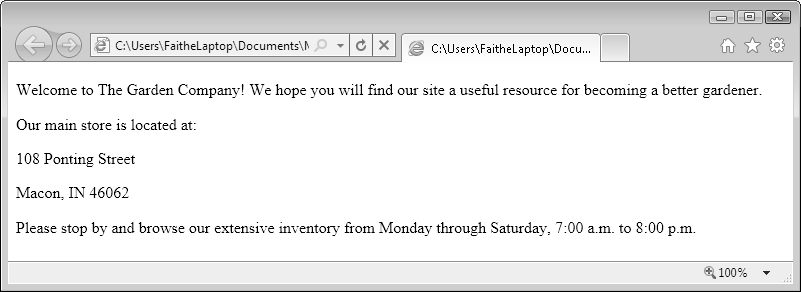 C:\Users\FaitheLaptop\Documents\M
C:\Users\FaitheLaptop\Docu...
Welcome to The Garden Company! We hope you will find our site a useful resource for becoming a better gardener.
Our main store is located at:
108 Ponting Street
Macon, IN 46062
Please stop by and browse our extensive inventory from Monday through Saturday, 7:00 a.m. to 8:00 p.m.
100%